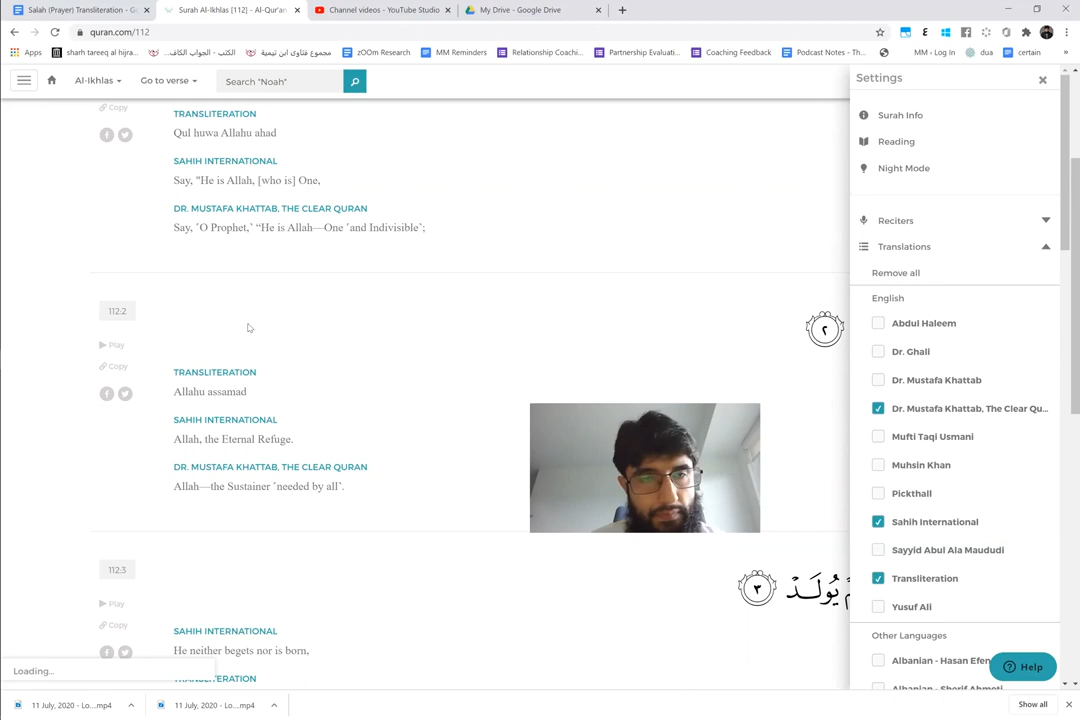 Salah (Prayer) Transliteration - Go
Surah Al-Ikhlas [112] - Al-Qur'an
Channel videos - YouTube Studio
My Drive - Google Drive
quran.com/112
Apps
sharh tareeq al hijra...
الكتب - الجواب الكاف...
مجموع فتاوى ابن تيمية
zOOm Research
MM Reminders
Relationship Coachi...
Partnership Evaluati...
Coaching Feedback
Podcast Notes - Th...
MM - Log In
dua
certain
Al-Ikhlas
Go to verse
Search "Noah"
Copy
TRANSLITERATION
Qul huwa Allahu ahad
SAHIH INTERNATIONAL
Say, "He is Allah, [who is] One,
DR. MUSTAFA KHATTAB, THE CLEAR QURAN
Say, ˹O Prophet,˺ “He is Allah—One ˹and Indivisible˺;
112:2
Play
Copy
٢
TRANSLITERATION
Allahu assamad
SAHIH INTERNATIONAL
Allah, the Eternal Refuge.
DR. MUSTAFA KHATTAB, THE CLEAR QURAN
Allah—the Sustainer ˹needed by all˺.
112:3
Play
Copy
يُولَدْ ٣
SAHIH INTERNATIONAL
He neither begets nor is born,
TRANSLITERATION
Loading...
Settings
Surah Info
Reading
Night Mode
Reciters
Translations
Remove all
English
Abdul Haleem
Dr. Ghali
Dr. Mustafa Khattab
Dr. Mustafa Khattab, The Clear Qu...
Mufti Taqi Usmani
Muhsin Khan
Pickthall
Sahih International
Sayyid Abul Ala Maududi
Transliteration
Yusuf Ali
Other Languages
Albanian - Hasan Efen
Albanian - Sherif Ahmeti
Help
11 July, 2020 - Lo....mp4
11 July, 2020 - Lo....mp4
Show all